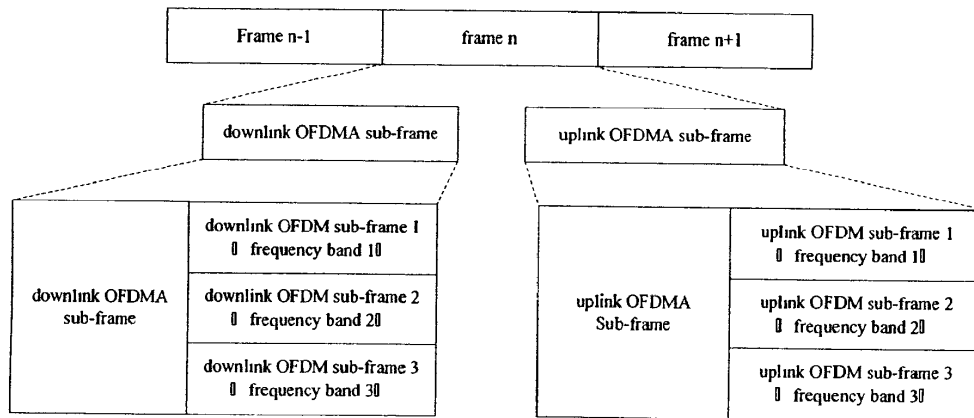 Frame n-1
frame n
frame n+1
downlink OFDMA sub-frame
uplink OFDMA sub-frame
downlink OFDMA
sub-frame
downlink OFDM sub-frame 1
▯ frequency band 1▯
downlink OFDM sub-frame 2
▯ frequency band 2▯
downlink OFDM sub-frame 3
▯ frequency band 3▯
uplink OFDMA
Sub-frame
uplink OFDM sub-frame 1
▯ frequency band 1▯
uplink OFDM sub-frame 2
▯ frequency band 2▯
uplink OFDM sub-frame 3
▯ frequency band 3▯